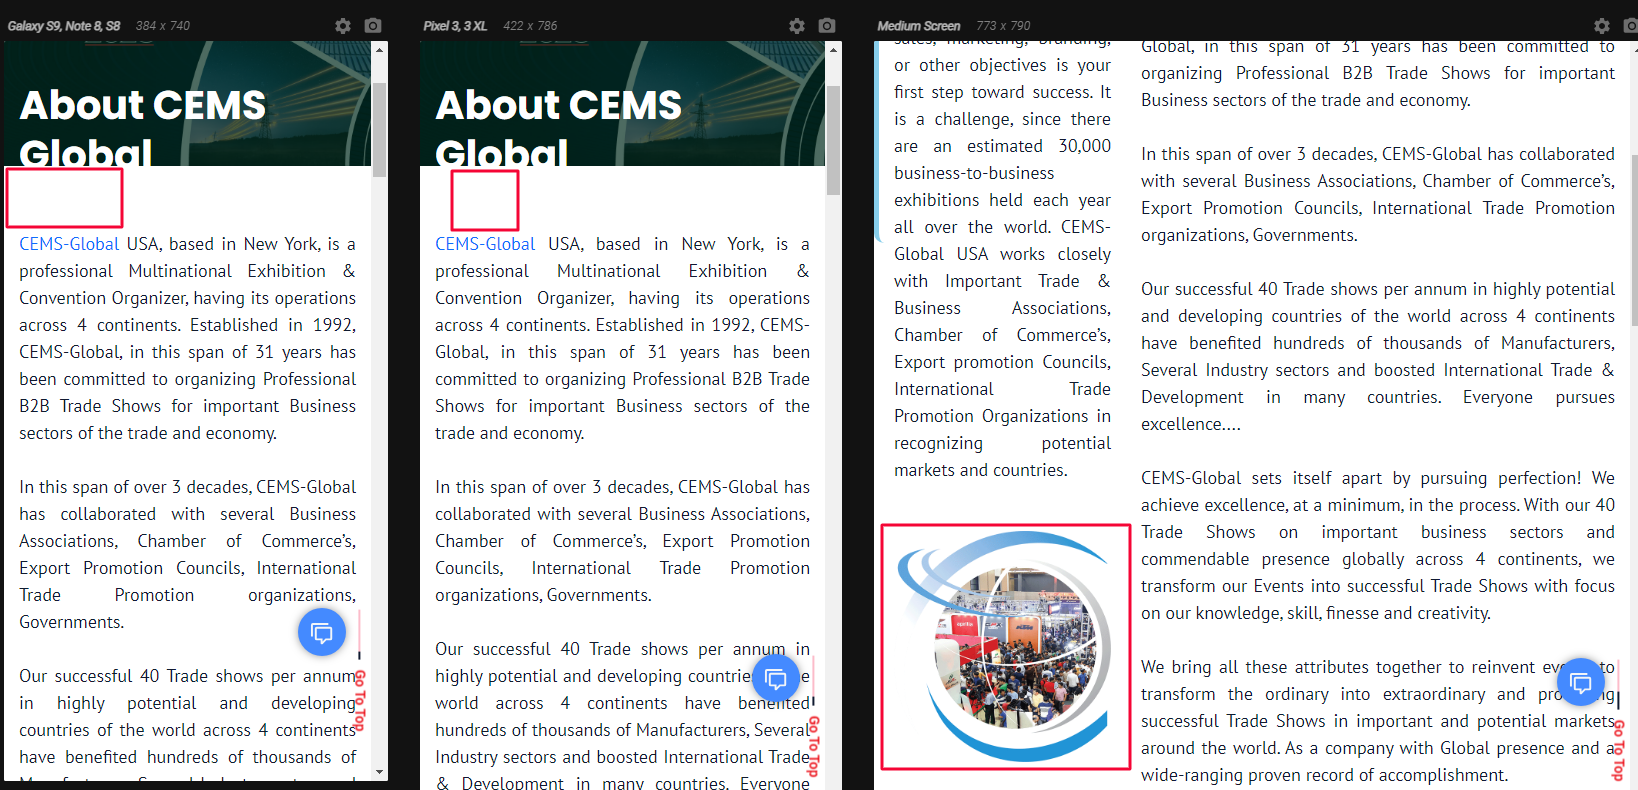 Galaxy S9, Note 8, S8 384 x 740
About CEMS
Global
CEMS-Global USA, based in New York, is a
professional Multinational Exhibition &
Convention Organizer, having its operations
across 4 continents. Established in 1992,
CEMS-Global, in this span of 31 years has
been committed to organizing Professional
B2B Trade Shows for important Business
sectors of the trade and economy.
In this span of over 3 decades, CEMS-Global
has collaborated with several Business
Associations, Chamber of Commerce’s,
Export Promotion Councils, International
Trade Promotion organizations,
Governments.
Our successful 40 Trade shows per annum
in highly potential and developing
countries of the world across 4 continents
have benefited hundreds of thousands of
Go To Top
Pixel 3, 3 XL 422 x 786
About CEMS
Global
CEMS-Global USA, based in New York, is a
professional Multinational Exhibition &
Convention Organizer, having its operations
across 4 continents. Established in 1992, CEMS-
Global, in this span of 31 years has been
committed to organizing Professional B2B Trade
Shows for important Business sectors of the
trade and economy.
In this span of over 3 decades, CEMS-Global has
collaborated with several Business Associations,
Chamber of Commerce’s, Export Promotion
Councils, International Trade Promotion
organizations, Governments.
Our successful 40 Trade shows per annum in
highly potential and developing
world across 4 continents have benefited
hundreds of thousands of Manufacturers, Several
Industry sectors and boosted International Trade
& Development in many countries. Everyone
Go To Top
Medium Screen 773 x 790
sales, marketing, branding,
or other objectives is your
first step toward success. It
is a challenge, since there
are an estimated 30,000
business-to-business
exhibitions held each year
all over the world. CEMS-
Global USA works closely
with Important Trade &
Business Associations,
Chamber of Commerce’s,
Export promotion Councils,
International Trade
Promotion Organizations in
recognizing potential
markets and countries.
KTM
Global, in this span of 31 years has been committed to
organizing Professional B2B Trade Shows for important
Business sectors of the trade and economy.
In this span of over 3 decades, CEMS-Global has collaborated
with several Business Associations, Chamber of Commerce’s,
Export Promotion Councils, International Trade Promotion
organizations, Governments.
Our successful 40 Trade shows per annum in highly potential
and developing countries of the world across 4 continents
have benefited hundreds of thousands of Manufacturers,
Several Industry sectors and boosted International Trade &
Development in many countries. Everyone pursues
excellence....
CEMS-Global sets itself apart by pursuing perfection! We
achieve excellence, at a minimum, in the process. With our 40
Trade Shows on important business sectors and
commendable presence globally across 4 continents, we
transform our Events into successful Trade Shows with focus
on our knowledge, skill, finesse and creativity.
We bring all these attributes together to reinvent to
transform the ordinary into extraordinary and
successful Trade Shows in important and potential markets
around the world. As a company with Global presence and a
wide-ranging proven record of accomplishment.
Go To Top